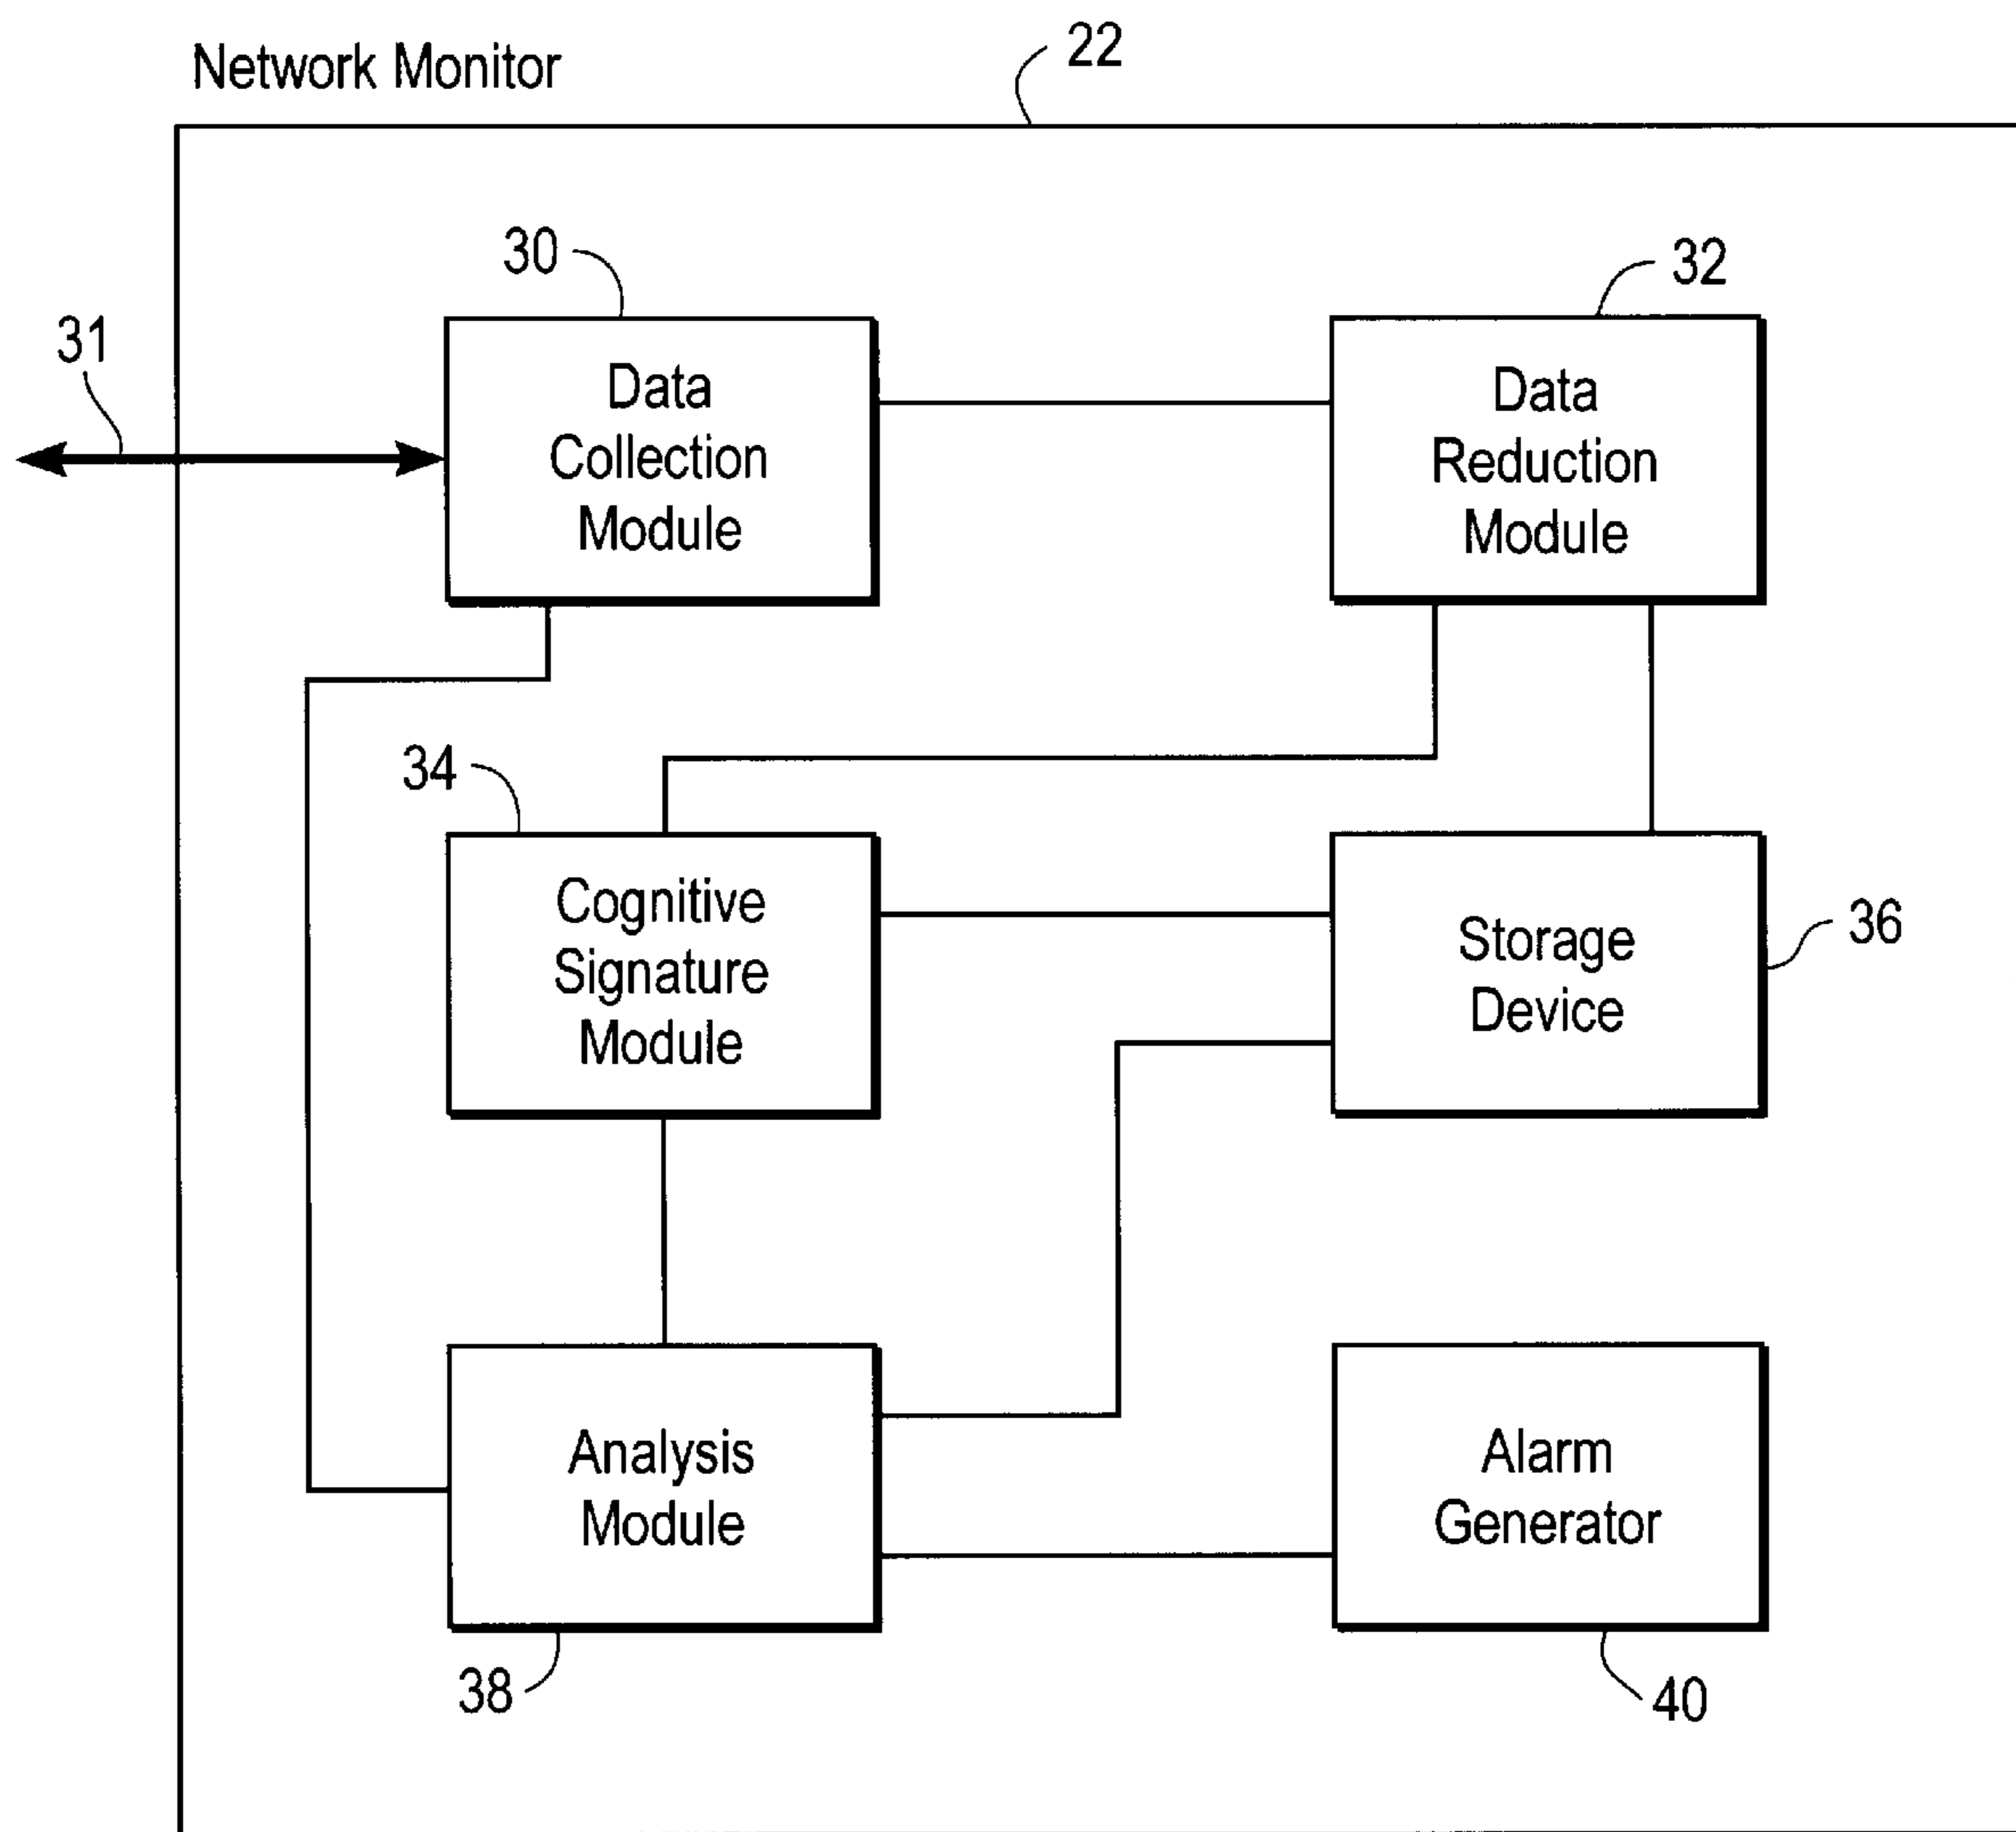 Network Monitor
22
30
32
31
Data
Collection
Module
Data
Reduction
Module
34
Cognitive
Signature
Module
Storage
Device
36
Analysis
Module
Alarm
Generator
38
40